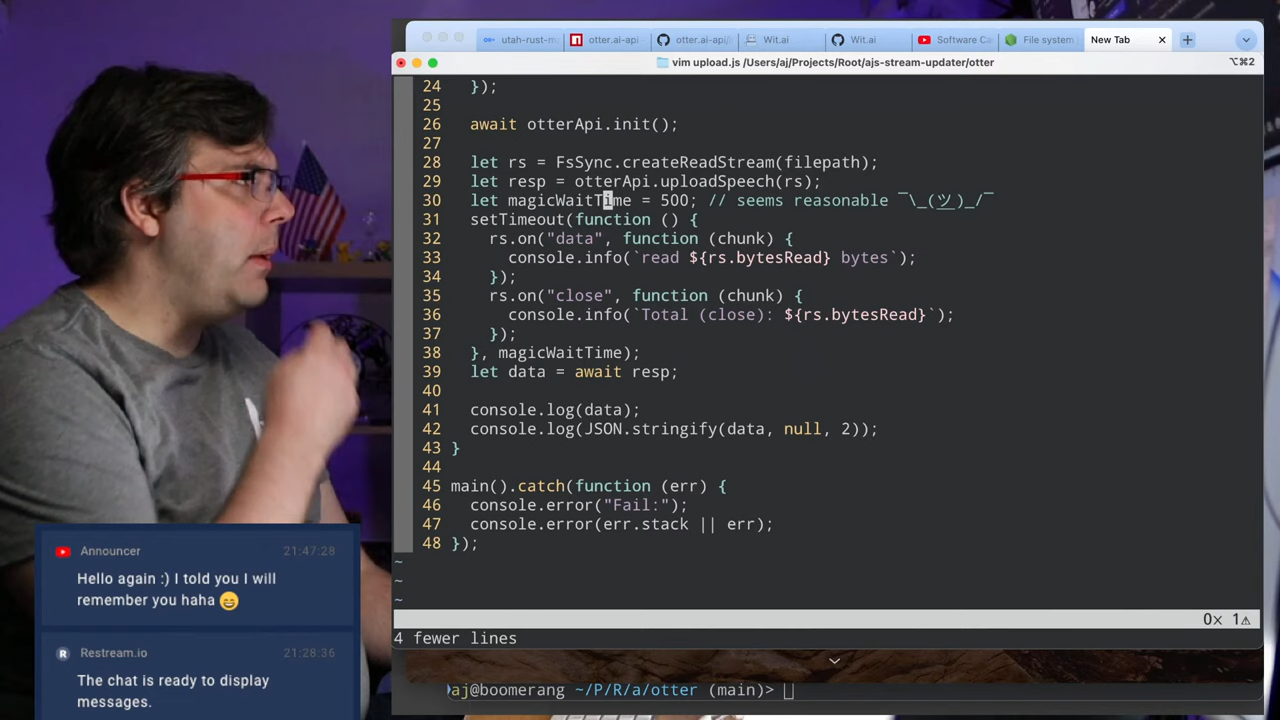 utah-rust-m
otter.ai-api
otter.ai-api/
Wit.ai
Wit.ai
Software Ca
File system
New Tab
vim upload.js /Users/aj/Projects/Root/ajs-stream-updater/otter
⌥⌘2
24 });
25
26 await otterApi.init();
27
28 let rs = FsSync.createReadStream(filepath);
29 let resp = otterApi.uploadSpeech(rs);
30 let magicWaitTime = 500; // seems reasonable ¯\_(ツ)_/¯
31 setTimeout(function () {
32 rs.on("data", function (chunk) {
33 console.info(`read ${rs.bytesRead} bytes`);
34 });
35 rs.on("close", function (chunk) {
36 console.info(`Total (close): ${rs.bytesRead}`);
37 });
38 }, magicWaitTime);
39 let data = await resp;
40
41 console.log(data);
42 console.log(JSON.stringify(data, null, 2));
43 }
44
45 main().catch(function (err) {
46 console.error("Fail:");
47 console.error(err.stack || err);
48 });
~
~
~
0× 1⚠
4 fewer lines
aj@boomerang ~/P/R/a/otter (main)>
Announcer 21:47:28
Hello again :) I told you I will
remember you haha 😄
Restream.io 21:28:36
The chat is ready to display
messages.